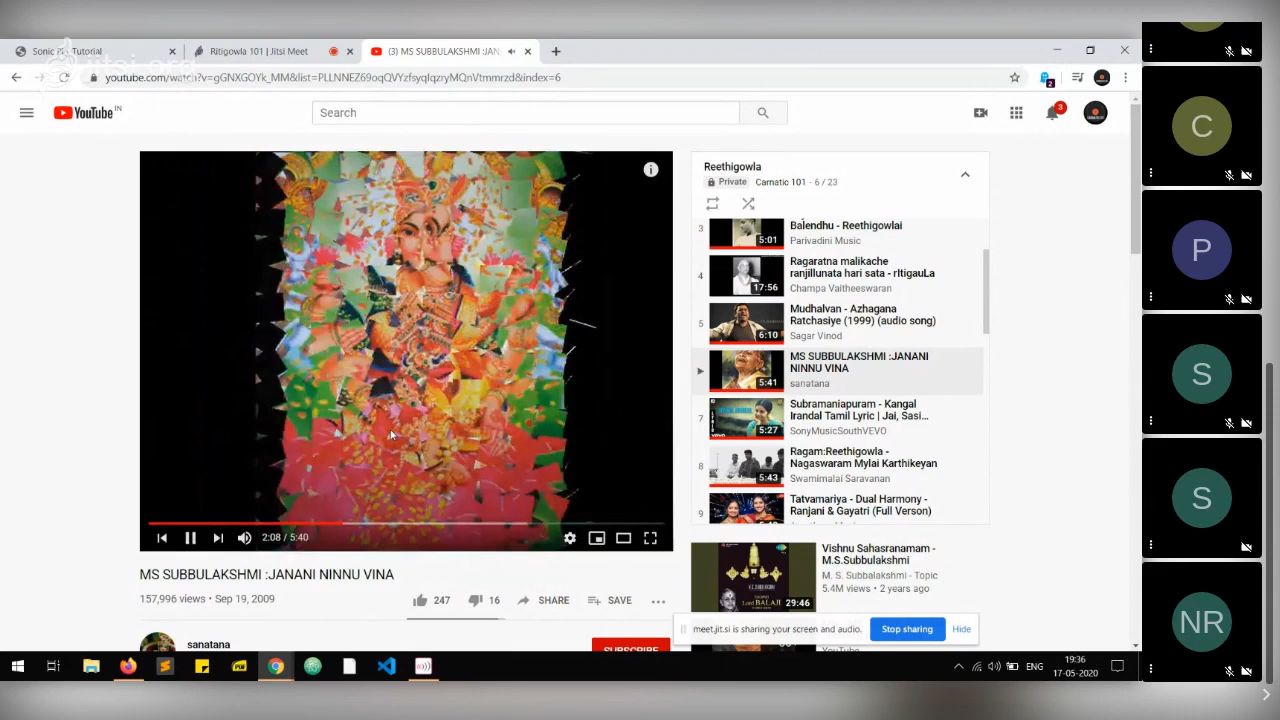 Sonic Pi Tutorial
Ritigowla 101 | Jitsi Meet
(3) MS SUBBULAKSHMI :JAN
jitsi.org
youtube.com/watch?v=gGNXGOYk_MM&list=PLLNNEZ69oqQVYzfsyqlqzryMQnVtmmrzd&index=6
2
YouTube IN
Search
3
Reethigowla
Private Carnatic 101 - 6 / 23
3
Balendhu - Reethigowlai
Parivadini Music
5:01
4
Ragaratna malikache
ranjillunata hari sata - rItigauLa
Champa Vaitheeswaran
17:56
5
Mudhalvan - Azhagana
Ratchasiye (1999) (audio song)
Sagar Vinod
6:10
MS SUBBULAKSHMI :JANANI
NINNU VINA
sanatana
5:41
7
Subramaniapuram - Kangal
Irandal Tamil Lyric | Jai, Sasi...
SonyMusicSouthVEVO
5:27
8
Ragam:Reethigowla -
Nagaswaram Mylai Karthikeyan
Swamimalai Saravanan
5:43
9
Tatvamariya - Dual Harmony -
Ranjani & Gayatri (Full Version)
2:08 / 5:40
MS SUBBULAKSHMI :JANANI NINNU VINA
157,996 views • Sep 19, 2009
247
16
SHARE
SAVE
sanatana
SUBSCRIBE
Vishnu Sahasranamam -
M.S.Subbulakshmi
M. S. Subbalakshmi - Topic
5.4M views • 2 years ago
29:46
meet.jit.si is sharing your screen and audio.
Stop sharing
Hide
YouTube
ENG
19:36
17-05-2020
C
P
S
S
NR